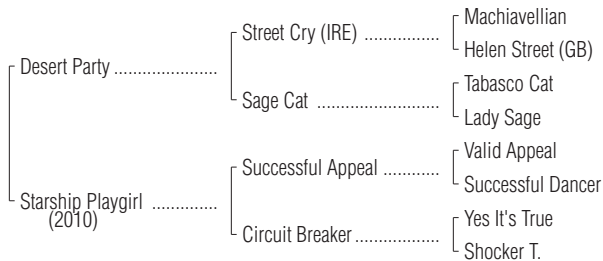 Machiavellian
Street Cry (IRE) ................
Helen Street (GB)
Desert Party ......................
Tabasco Cat
Sage Cat ..........................
Lady Sage
Valid Appeal
Successful Appeal ............
Successful Dancer
Starship Playgirl ..............
(2010)
Yes It's True
Circuit Breaker ..................
Shocker T.